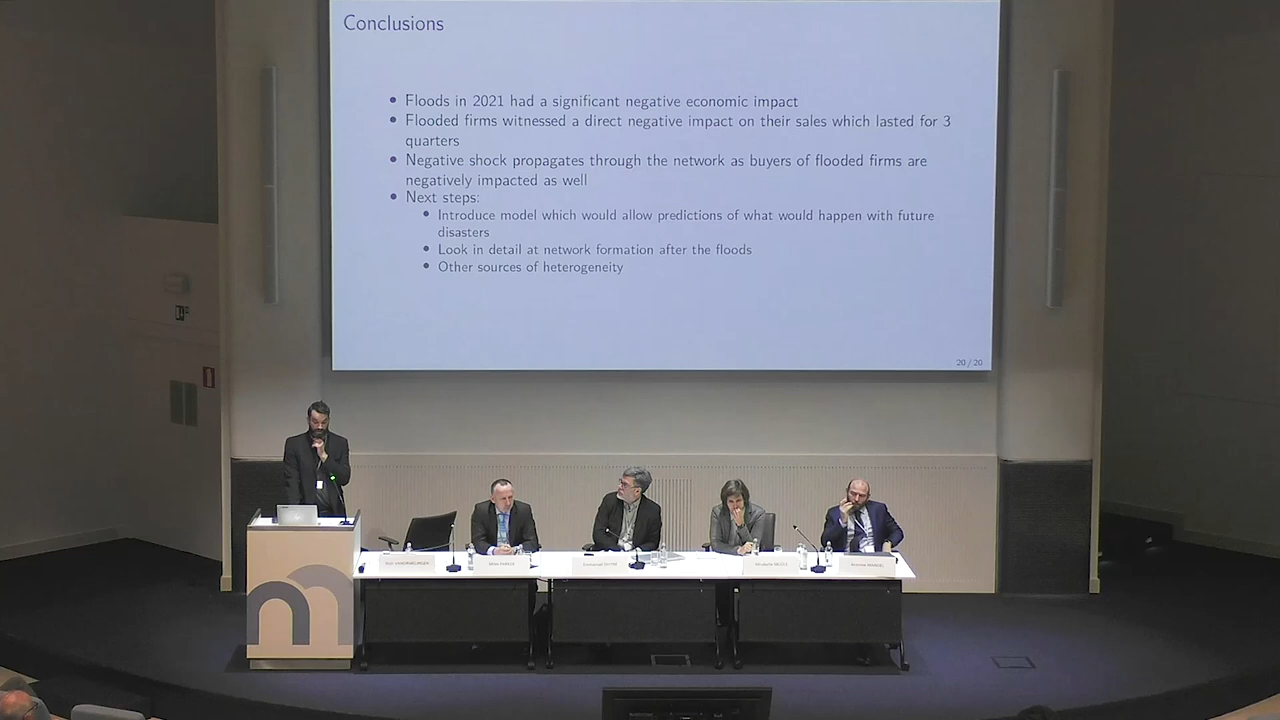 Conclusions
• Floods in 2021 had a significant negative economic impact
• Flooded firms witnessed a direct negative impact on their sales which lasted for 3
quarters
• Negative shock propagates through the network as buyers of flooded firms are
negatively impacted as well
• Next steps:
• Introduce model which would allow predictions of what would happen with future
disasters
• Look in detail at network formation after the floods
• Other sources of heterogeneity
20 / 20